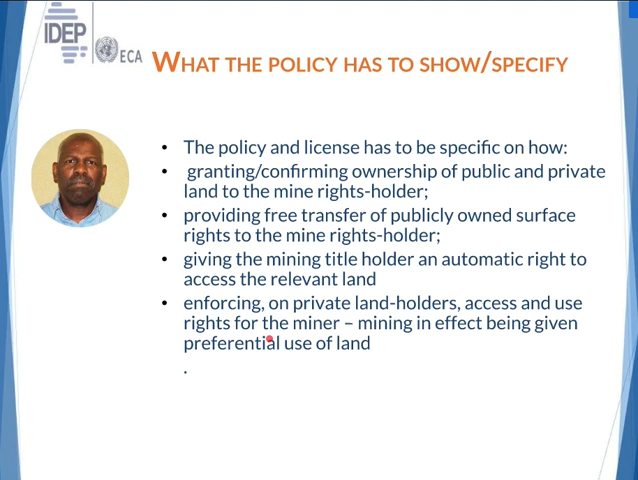 IDEP
ECA
WHAT THE POLICY HAS TO SHOW/SPECIFY
• The policy and license has to be specific on how:
• granting/confirming ownership of public and private
land to the mine rights-holder;
• providing free transfer of publicly owned surface
rights to the mine rights-holder;
• giving the mining title holder an automatic right to
access the relevant land
• enforcing, on private land-holders, access and use
rights for the miner – mining in effect being given
preferential use of land
.